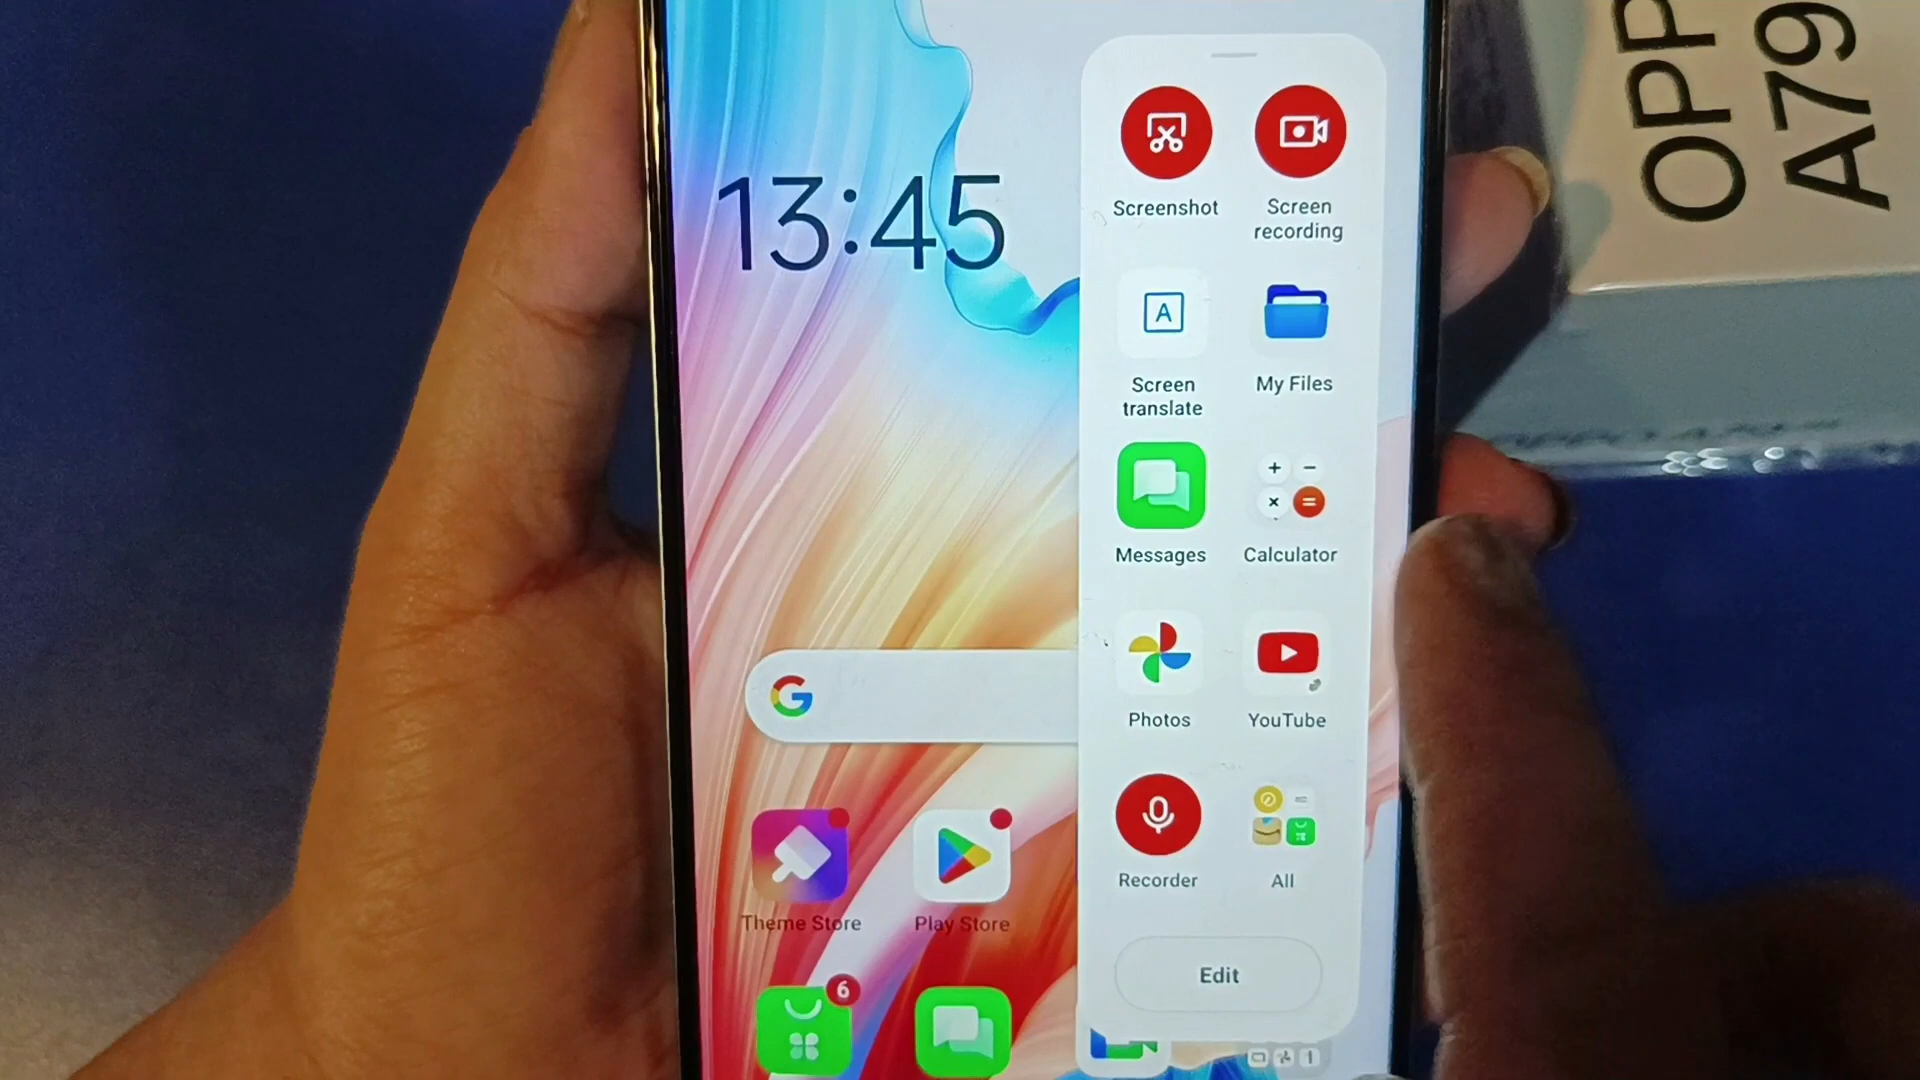 OPP
A79
13:45
Screenshot
Screen
recording
A
Screen
translate
My Files
Messages
Calculator
G
Photos
YouTube
Recorder
All
Theme Store
Play Store
Edit
6